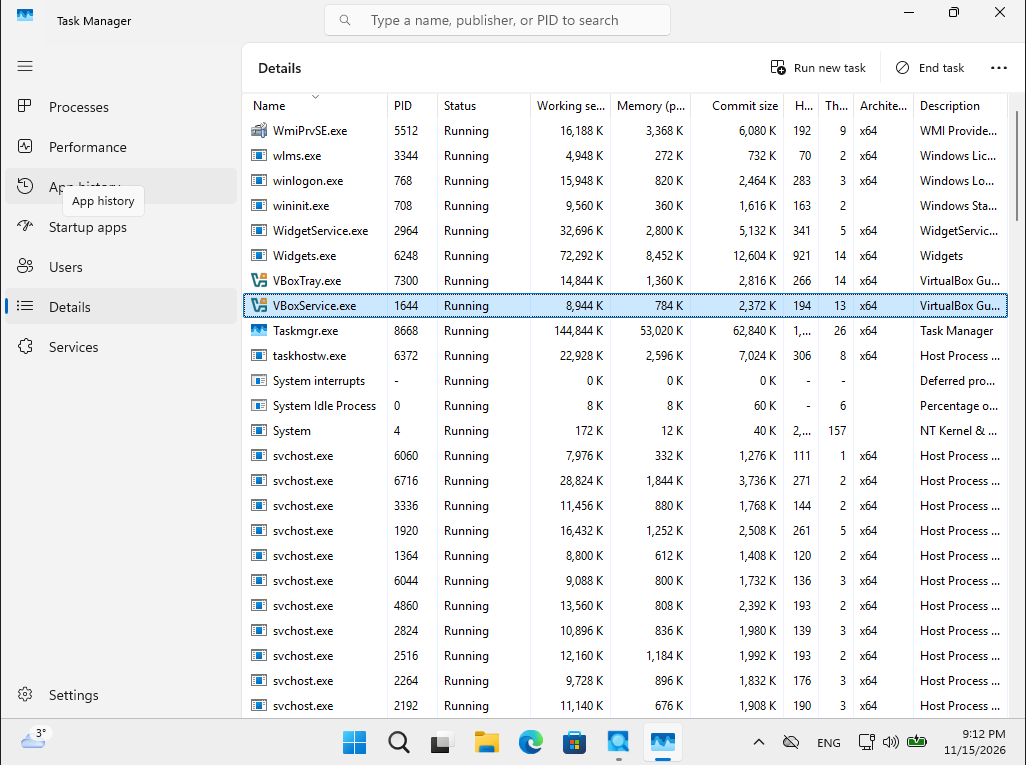 Task Manager
Type a name, publisher, or PID to search
Details
Run new task
End task
Processes
Performance
App history
Startup apps
Users
Details
Services
Settings
Name PID Status Working se... Memory (p... Commit size H... Th... Archite... Description
WmiPrvSE.exe 5512 Running 16,188 K 3,368 K 6,080 K 192 9 x64 WMI Provide...
wlms.exe 3344 Running 4,948 K 272 K 732 K 70 2 x64 Windows Lic...
winlogon.exe 768 Running 15,948 K 820 K 2,464 K 283 3 x64 Windows Lo...
wininit.exe 708 Running 9,560 K 360 K 1,616 K 163 2 Windows Sta...
WidgetService.exe 2964 Running 32,696 K 2,800 K 5,132 K 341 5 x64 WidgetServic...
Widgets.exe 6248 Running 72,292 K 8,452 K 12,604 K 921 14 x64 Widgets
VBoxTray.exe 7300 Running 14,844 K 1,360 K 2,816 K 266 14 x64 VirtualBox Gu...
VBoxService.exe 1644 Running 8,944 K 784 K 2,372 K 194 13 x64 VirtualBox Gu...
Taskmgr.exe 8668 Running 144,844 K 53,020 K 62,840 K 1,... 26 x64 Task Manager
taskhostw.exe 6372 Running 22,928 K 2,596 K 7,024 K 306 8 x64 Host Process ...
System interrupts - Running 0 K 0 K 0 K - - Deferred pro...
System Idle Process 0 Running 8 K 8 K 60 K - 6 Percentage o...
System 4 Running 172 K 12 K 40 K 2,... 157 NT Kernel & ...
svchost.exe 6060 Running 7,976 K 332 K 1,276 K 111 1 x64 Host Process ...
svchost.exe 6716 Running 28,824 K 1,844 K 3,736 K 271 2 x64 Host Process ...
svchost.exe 3336 Running 11,456 K 880 K 1,768 K 144 2 x64 Host Process ...
svchost.exe 1920 Running 16,432 K 1,252 K 2,508 K 261 5 x64 Host Process ...
svchost.exe 1364 Running 8,800 K 612 K 1,408 K 120 2 x64 Host Process ...
svchost.exe 6044 Running 9,088 K 800 K 1,732 K 136 3 x64 Host Process ...
svchost.exe 4860 Running 13,560 K 808 K 2,392 K 193 2 x64 Host Process ...
svchost.exe 2824 Running 10,896 K 836 K 1,980 K 139 3 x64 Host Process ...
svchost.exe 2516 Running 12,160 K 1,184 K 1,992 K 193 2 x64 Host Process ...
svchost.exe 2264 Running 9,728 K 896 K 1,832 K 176 3 x64 Host Process ...
svchost.exe 2192 Running 11,140 K 676 K 1,908 K 190 3 x64 Host Process ...
3°
ENG
9:12 PM
11/15/2026